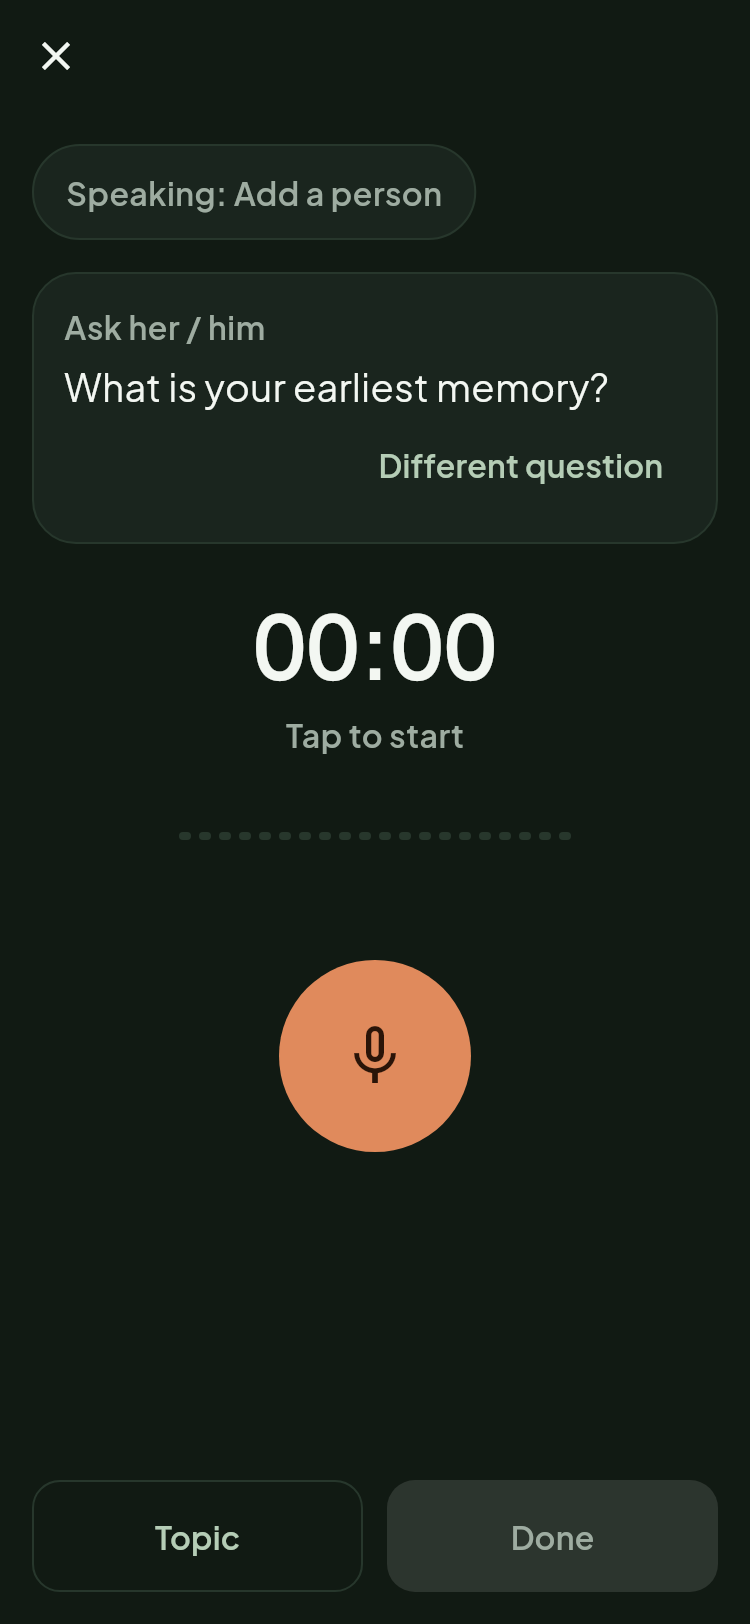 Speaking: Add a person
Ask her / him
What is your earliest memory?
Different question
00:00
Tap to start
Topic
Done